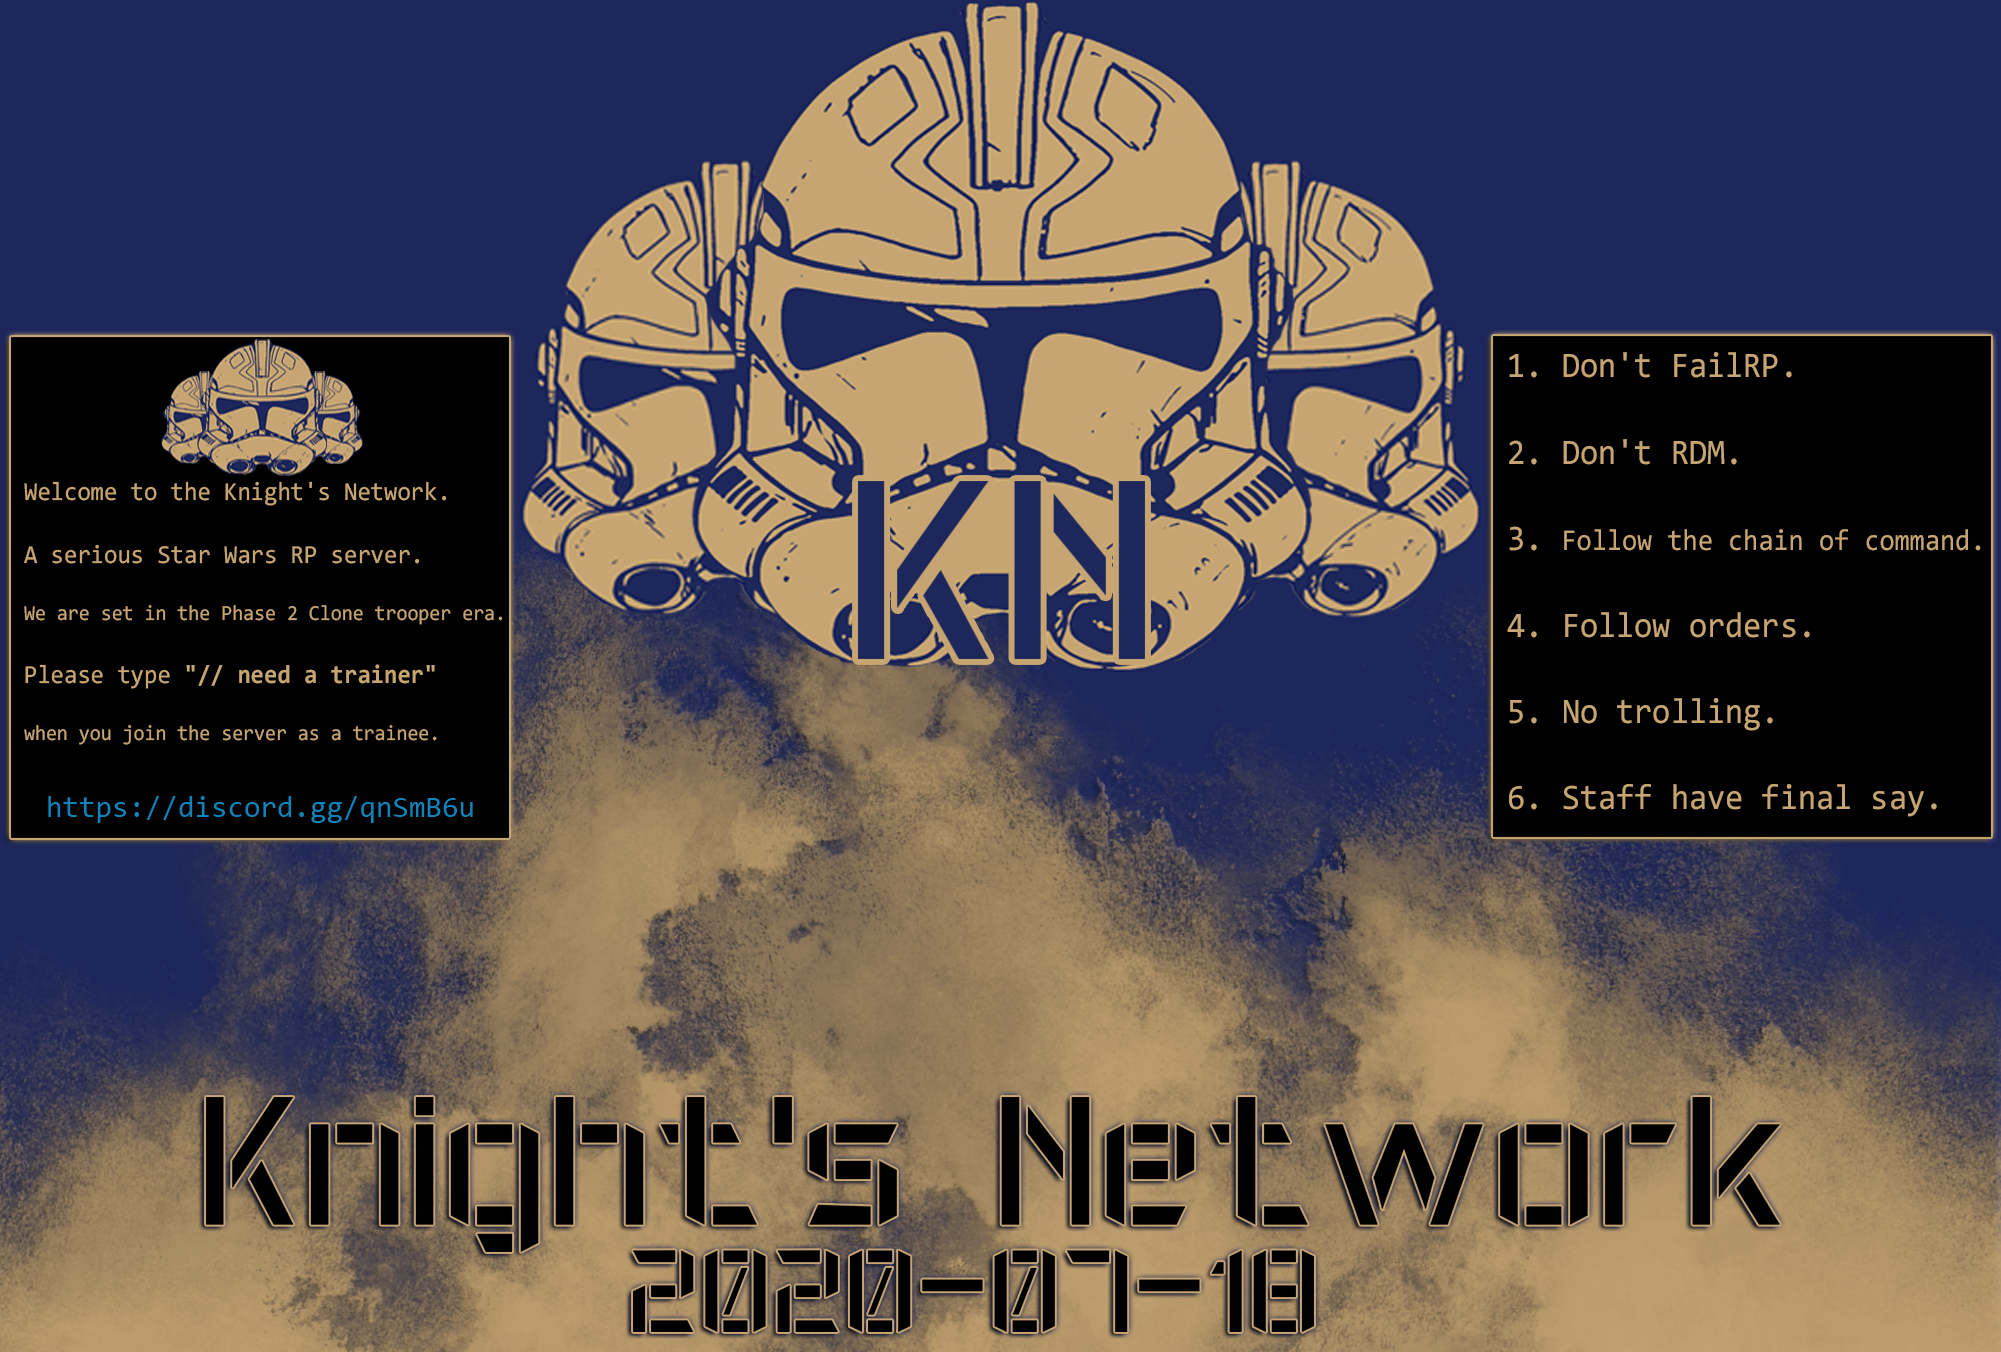 KN
Welcome to the Knight's Network.
A serious Star Wars RP server.
We are set in the Phase 2 Clone trooper era.
Please type "// need a trainer"
when you join the server as a trainee.
https://discord.gg/qnSmB6u
1. Don't FailRP.
2. Don't RDM.
3. Follow the chain of command.
4. Follow orders.
5. No trolling.
6. Staff have final say.
Knight's Network
2020-07-18